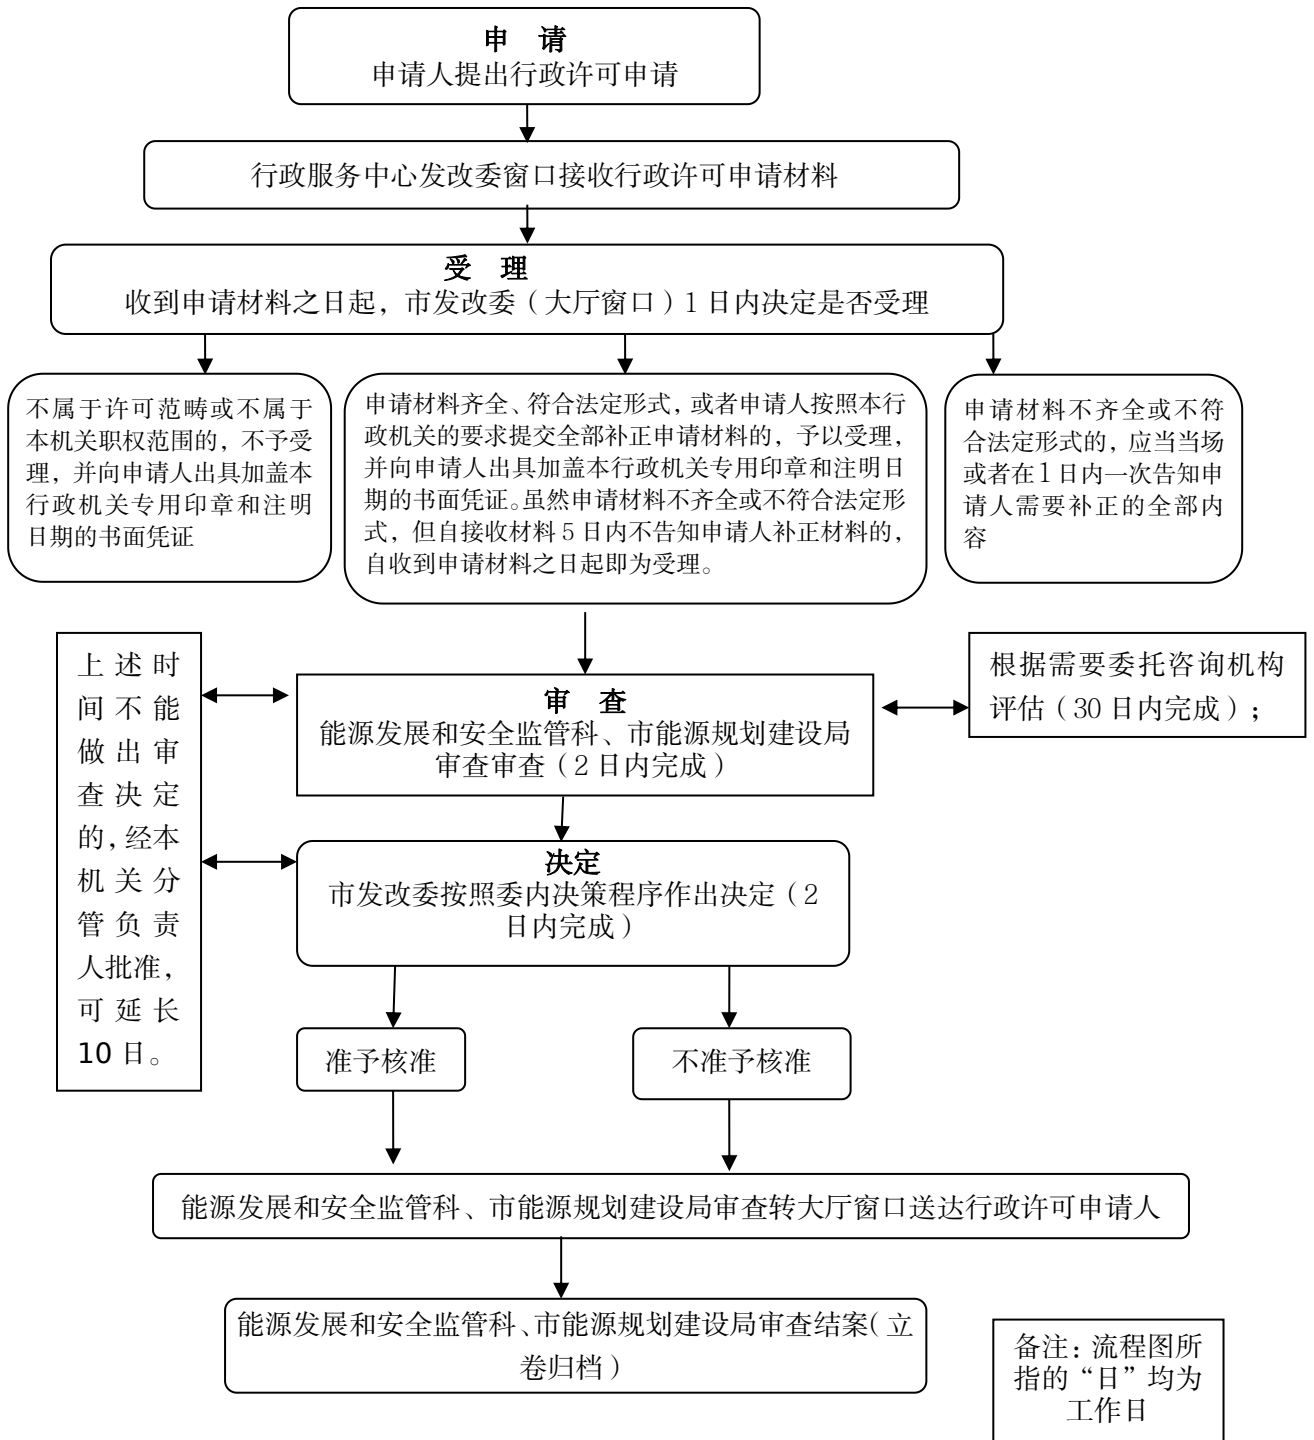 申 请
申请人提出行政许可申请
行政服务中心发改委窗口接收行政许可申请材料
受 理
收到申请材料之日起，市发改委（大厅窗口）1 日内决定是否受理
不属于许可范畴或不属于
本机关职权范围的，不予受
理，并向申请人出具加盖本
行政机关专用印章和注明
日期的书面凭证
申请材料齐全、符合法定形式，或者申请人按照本行
政机关的要求提交全部补正申请材料的，予以受理，
并向申请人出具加盖本行政机关专用印章和注明日
期的书面凭证。虽然申请材料不齐全或不符合法定形
式，但自接收材料 5 日内不告知申请人补正材料的，
自收到申请材料之日起即为受理。
申请材料不齐全或不符
合法定形式的，应当当场
或者在 1 日内一次告知申
请人需要补正的全部内
容
上述时
间不能
做出审
查决定
的，经本
机关分
管负责
人批准，
可延长
10 日。
审 查
能源发展和安全监管科、市能源规划建设局
审查审查（2 日内完成）
根据需要委托咨询机构
评估（30 日内完成）；
决定
市发改委按照委内决策程序作出决定（2
日内完成）
准予核准
不准予核准
能源发展和安全监管科、市能源规划建设局审查转大厅窗口送达行政许可申请人
能源发展和安全监管科、市能源规划建设局审查结案（立
卷归档）
备注：流程图所
指的“日”均为
工作日